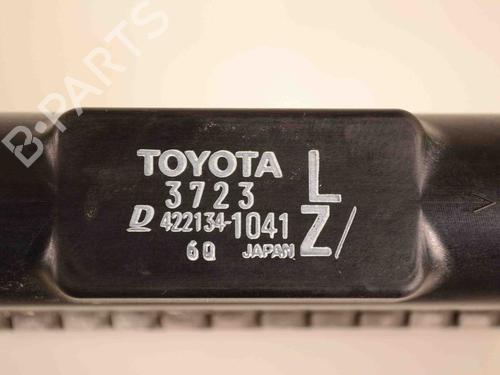 B-PARTS
TOYOTA L
3723
D 422134-1041 Z/
6Q JAPAN